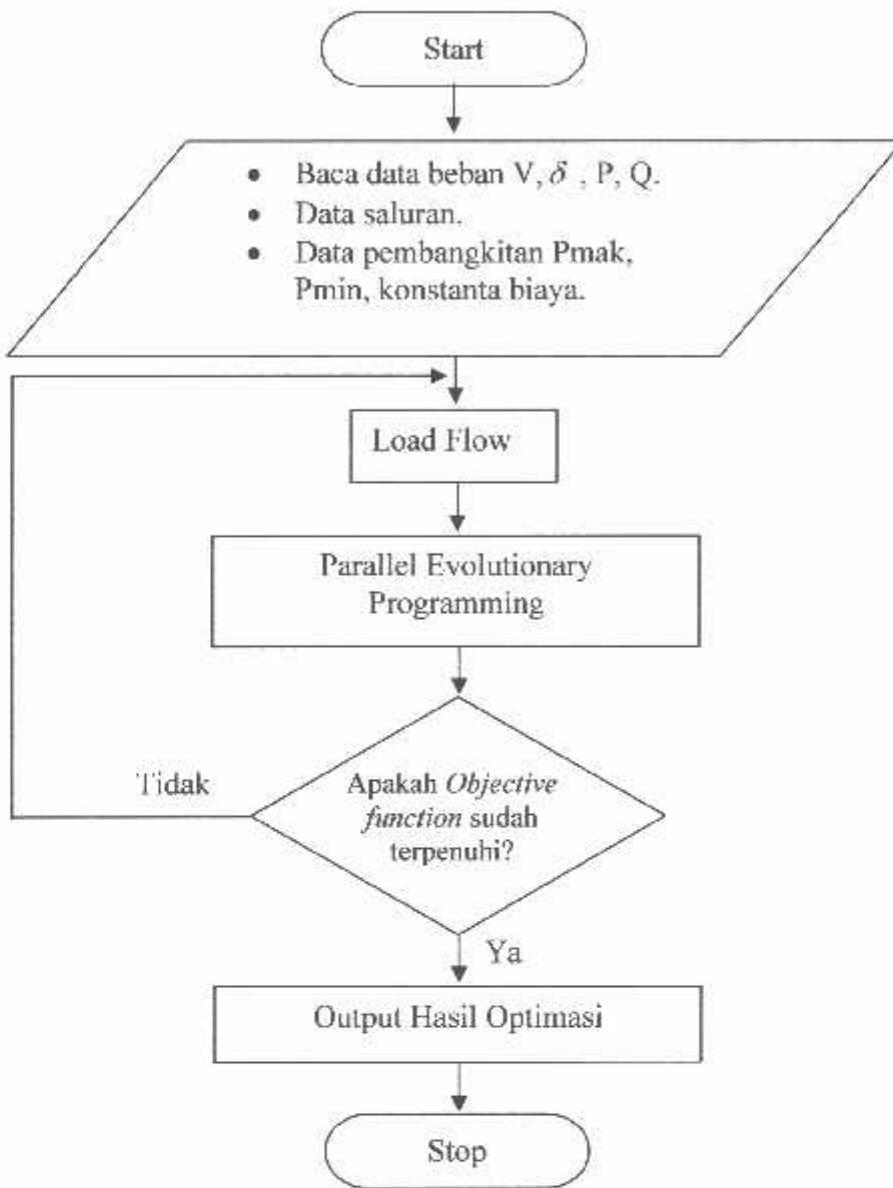 Start
• Baca data beban V, δ , P, Q.
• Data saluran.
• Data pembangkitan Pmak,
Pmin, konstanta biaya.
Load Flow
Parallel Evolutionary
Programming
Tidak
Apakah Objective
function sudah
terpenuhi?
Ya
Output Hasil Optimasi
Stop